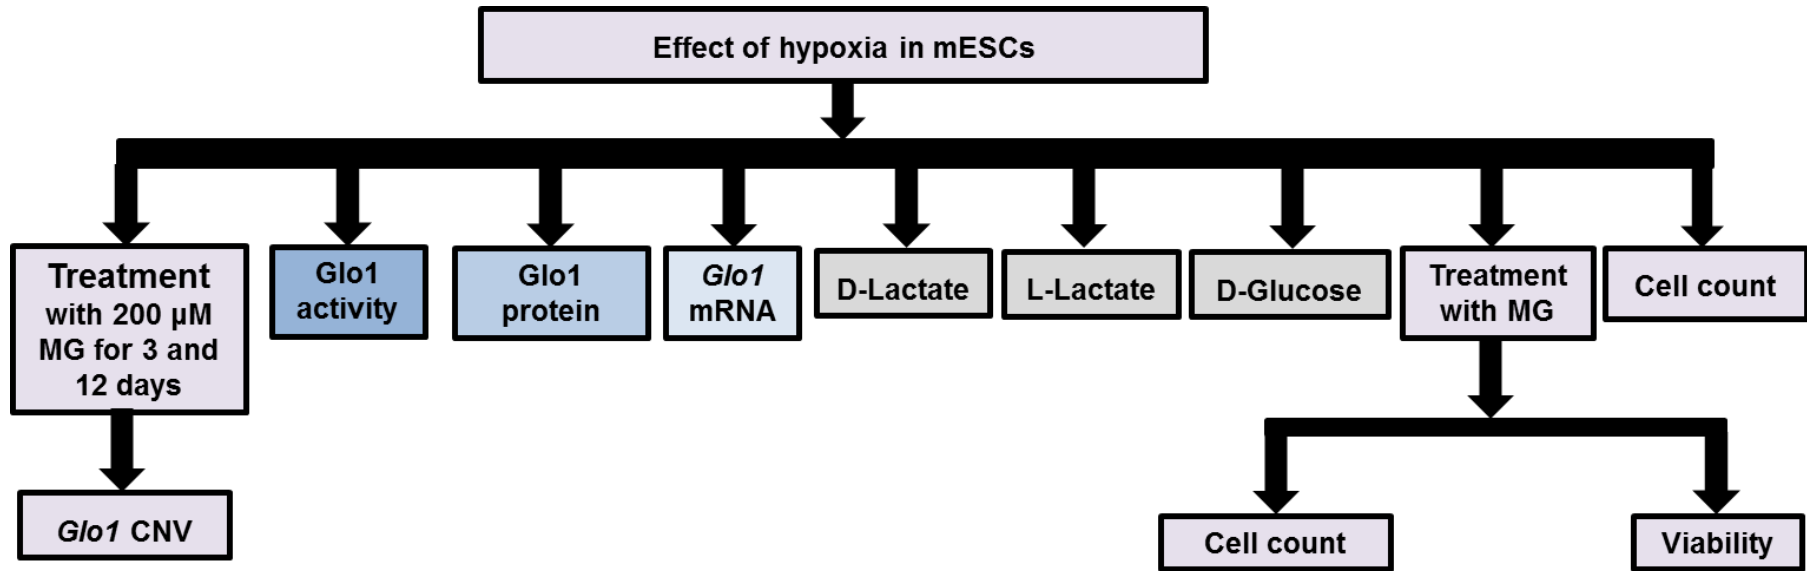 Effect of hypoxia in mESCs
Treatment
with 200 µM
MG for 3 and
12 days
Glo1
activity
Glo1
protein
Glo1
mRNA
D-Lactate
L-Lactate
D-Glucose
Treatment
with MG
Cell count
Glo1 CNV
Cell count
Viability